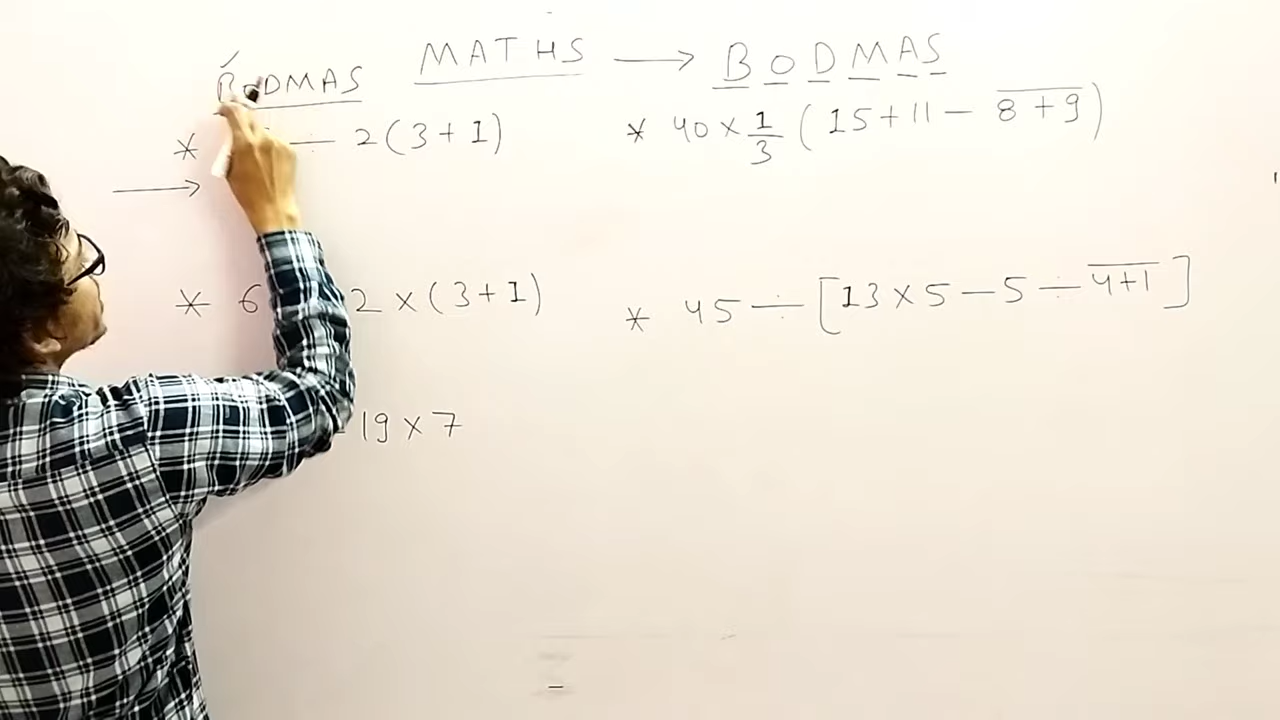 BODMAS MATHS → BODMAS
* ÷ 2(3+1)
* 40 × 1/3 (15+11 − 8+9)
→
* 6 2 × (3+1)
* 45 ÷ [13×5 − 5 ÷ 4+1]
19 × 7